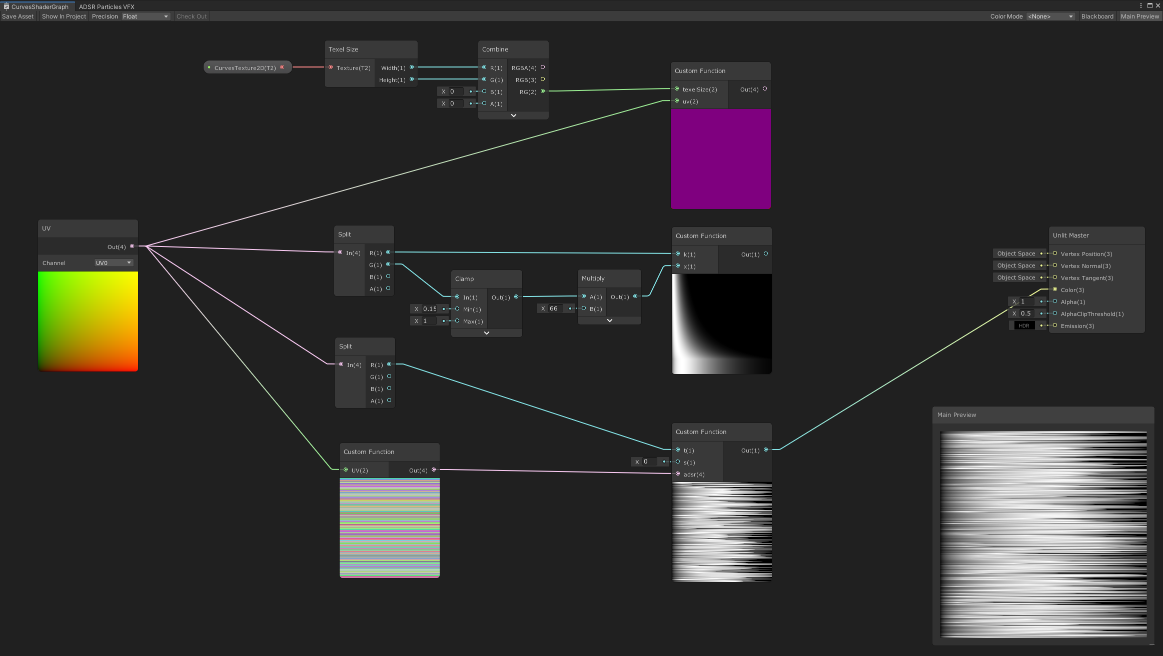 CurvesShaderGraph ADSR Particles VFX
Save Asset Show In Project Precision Float Check Out Color Mode <None> Blackboard Main Preview
CurvesTexture2D(T2)
Texel Size
Texture(T2) Width(1)
Height(1)
Combine
R(1) RGBA(4)
G(1) RGB(3)
X 0 B(1) RG(2)
X 0 A(1)
Custom Function
texelSize(2) Out(4)
uv(2)
UV
Out(4)
Channel UV0
Split
In(4) R(1)
G(1)
B(1)
A(1)
Clamp
In(1) Out(1)
X 0.15 Min(1)
X 1 Max(1)
Multiply
A(1) Out(1)
X 66 B(1)
Custom Function
k(1) Out(1)
x(1)
Unlit Master
Object Space Vertex Position(3)
Object Space Vertex Normal(3)
Object Space Vertex Tangent(3)
Color(3)
X 1 Alpha(1)
X 0.5 AlphaClipThreshold(1)
HDR Emission(3)
Split
In(4) R(1)
G(1)
B(1)
A(1)
Custom Function
UV(2) Out(4)
Custom Function
t(1) Out(1)
X 0 s(1)
adsr(4)
Main Preview